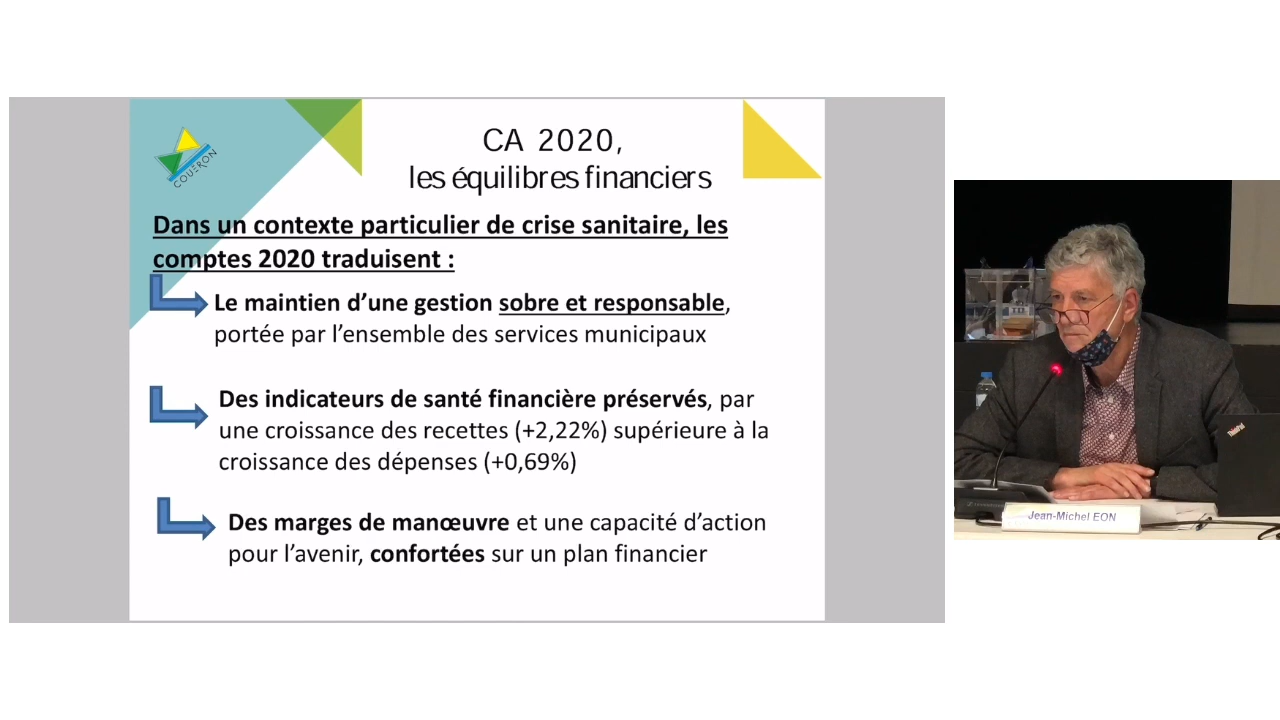 COUËRON
CA 2020,
les équilibres financiers
Dans un contexte particulier de crise sanitaire, les
comptes 2020 traduisent :
Le maintien d’une gestion sobre et responsable,
portée par l’ensemble des services municipaux
Des indicateurs de santé financière préservés, par
une croissance des recettes (+2,22%) supérieure à la
croissance des dépenses (+0,69%)
Des marges de manœuvre et une capacité d’action
pour l’avenir, confortées sur un plan financier
ThinkPad
Jean-Michel EON